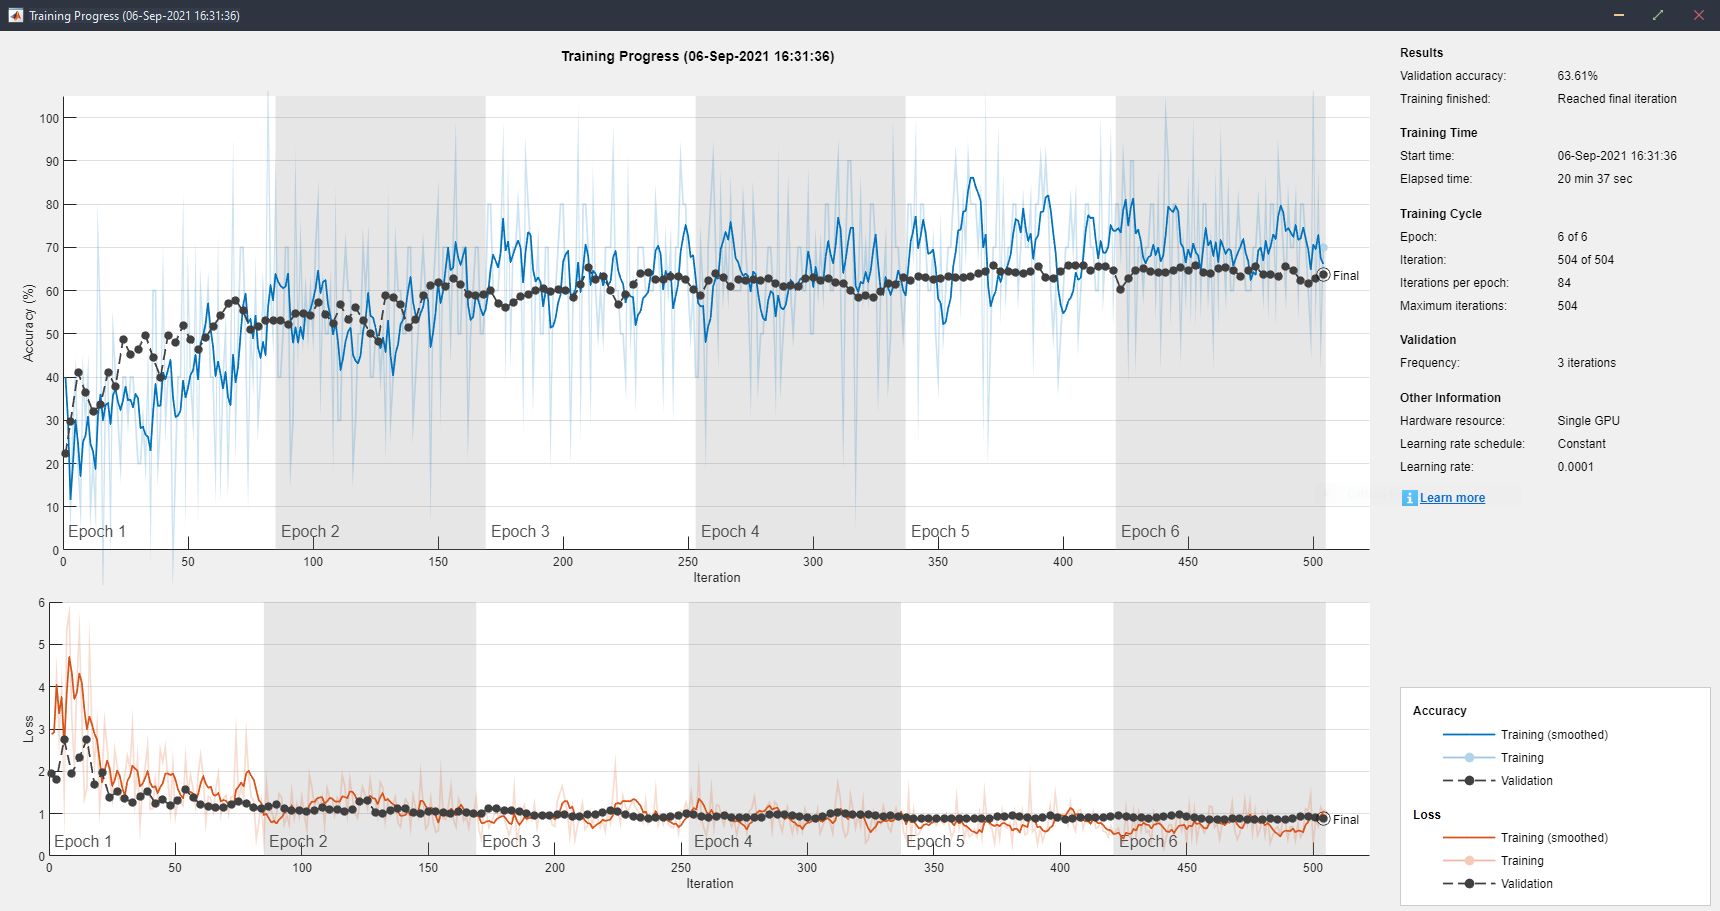 Training Progress (06-Sep-2021 16:31:36)
Training Progress (06-Sep-2021 16:31:36)
Accuracy (%)
100
90
80
70
60
50
40
30
20
10
0
Final
Epoch 1
Epoch 2
Epoch 3
Epoch 4
Epoch 5
Epoch 6
0 50 100 150 200 250 300 350 400 450 500
Iteration
Loss
6
5
4
3
2
1
0
Final
Epoch 1
Epoch 2
Epoch 3
Epoch 4
Epoch 5
Epoch 6
0 50 100 150 200 250 300 350 400 450 500
Iteration
Results
Validation accuracy: 63.61%
Training finished: Reached final iteration
Training Time
Start time: 06-Sep-2021 16:31:36
Elapsed time: 20 min 37 sec
Training Cycle
Epoch: 6 of 6
Iteration: 504 of 504
Iterations per epoch: 84
Maximum iterations: 504
Validation
Frequency: 3 iterations
Other Information
Hardware resource: Single GPU
Learning rate schedule: Constant
Learning rate: 0.0001
i Learn more
Accuracy
Training (smoothed)
Training
Validation
Loss
Training (smoothed)
Training
Validation